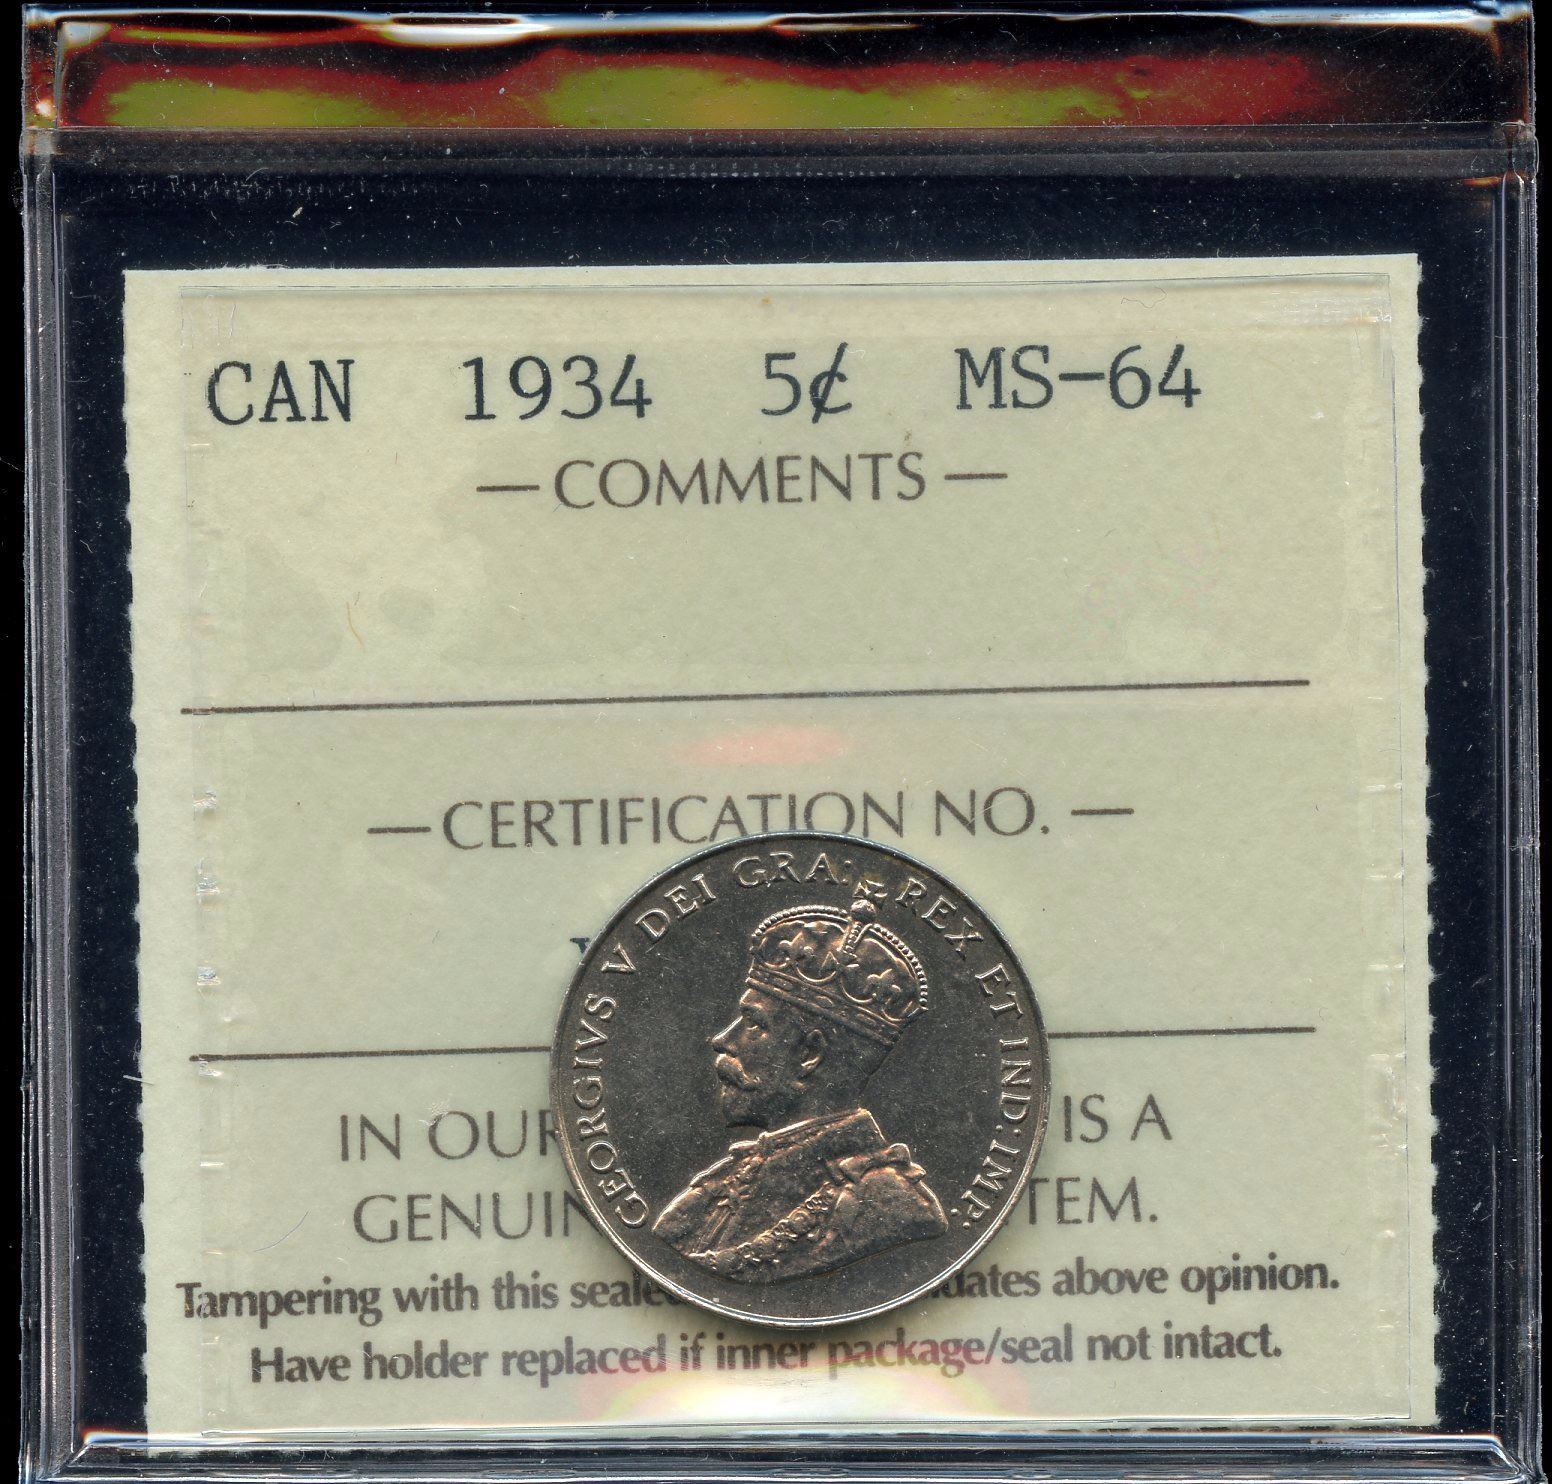 CAN 1934 5¢ MS-64
— COMMENTS —
— CERTIFICATION NO. —
GEORGIVS V DEI GRA: REX ET IND: IMP:
IN OUR IS A
GENUIN TEM.
Tampering with this seale dates above opinion.
Have holder replaced if inner package/seal not intact.